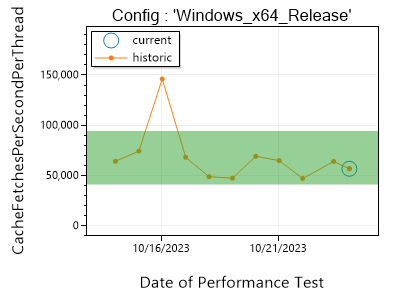 Config : 'Windows_x64_Release'
current
historic
CacheFetchesPerSecondPerThread
150,000
100,000
50,000
0
10/16/2023
10/21/2023
Date of Performance Test